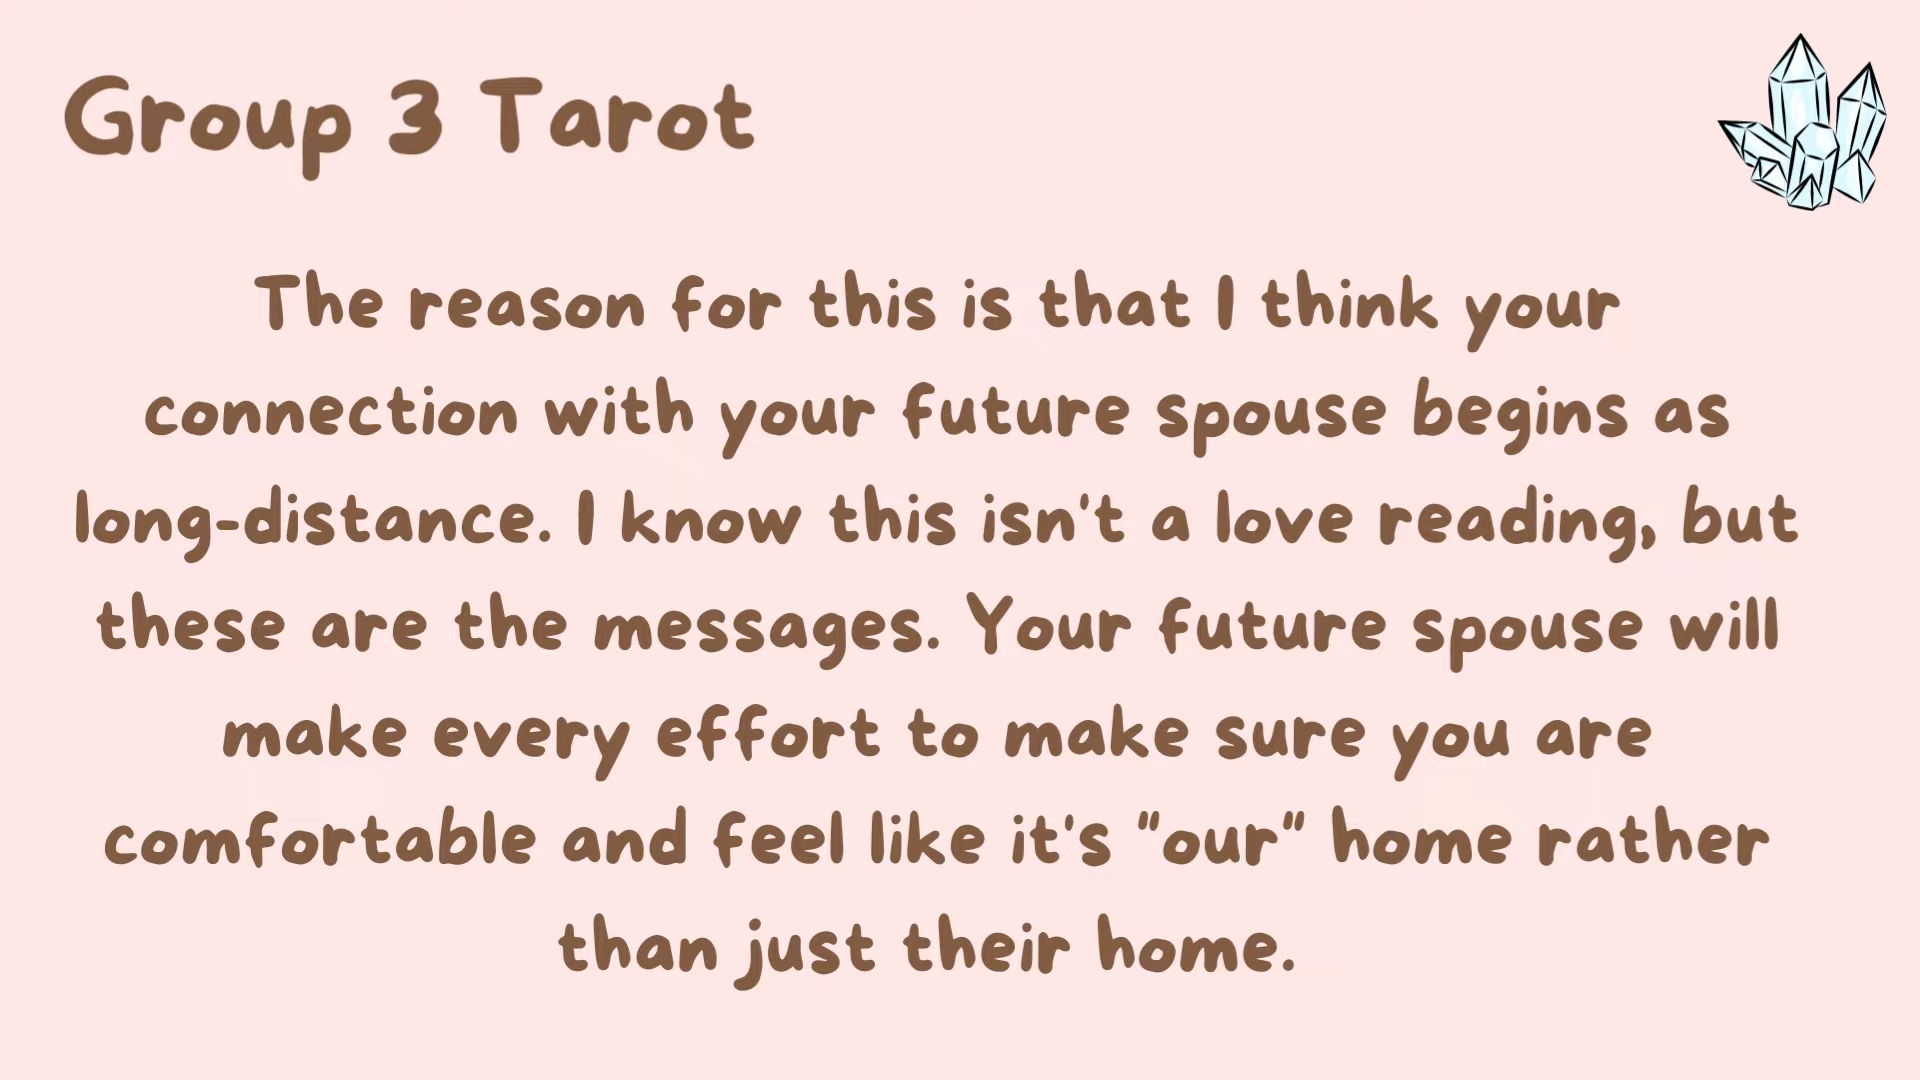 Group 3 Tarot
The reason for this is that I think your
connection with your future spouse begins as
long-distance. I know this isn't a love reading, but
these are the messages. Your future spouse will
make every effort to make sure you are
comfortable and feel like it's "our" home rather
than just their home.